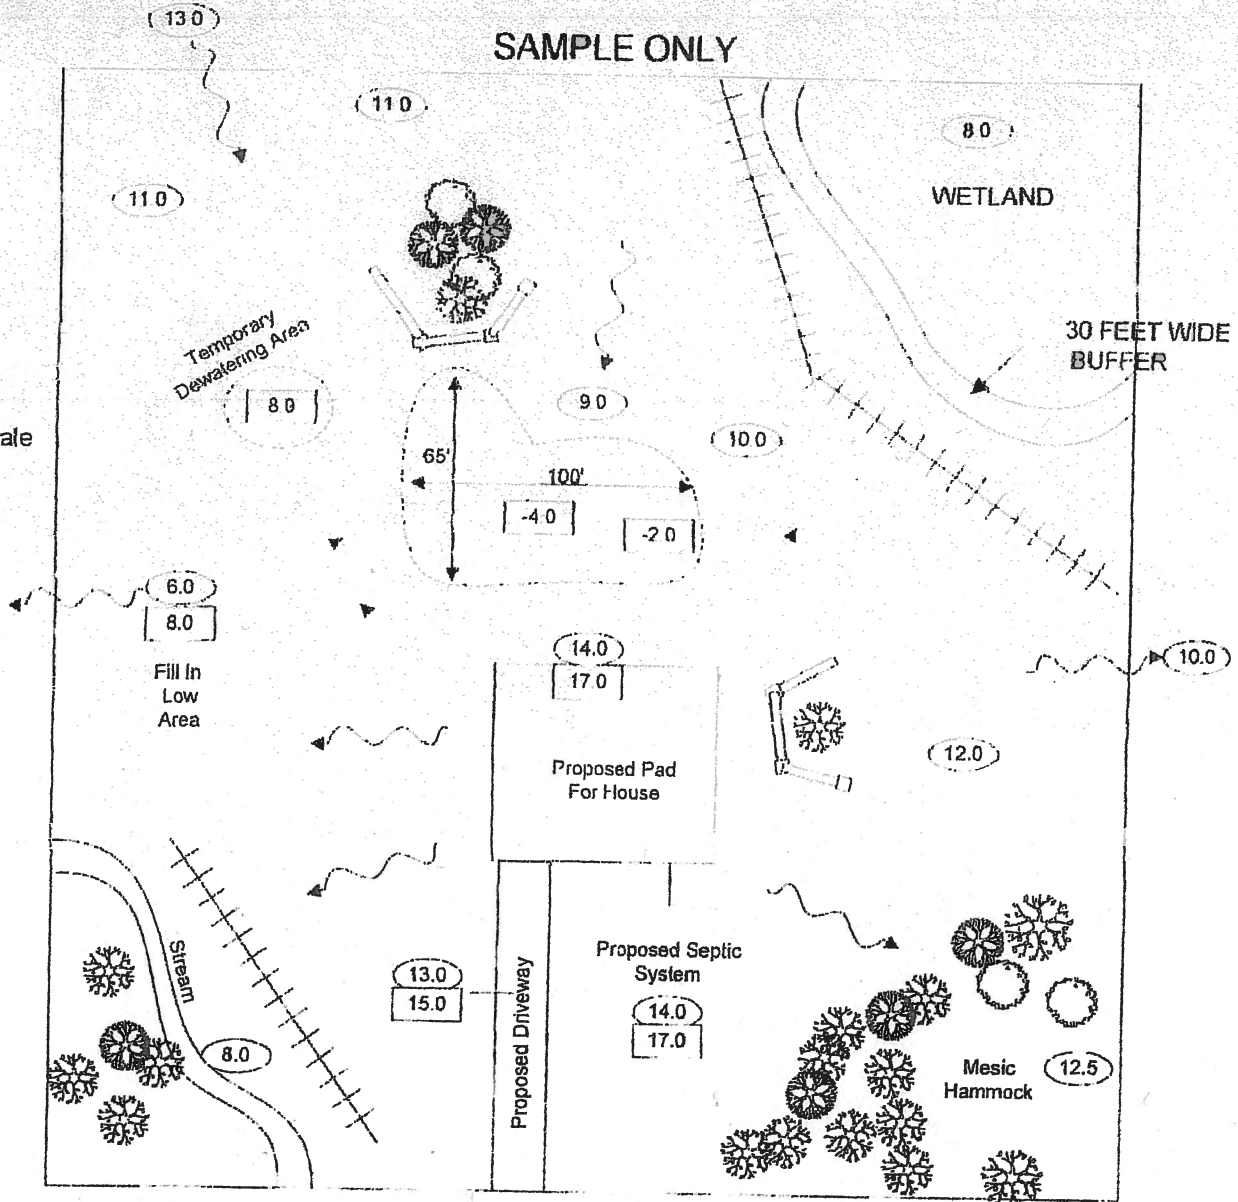 13 0
SAMPLE ONLY
11 0
8 0
WETLAND
11.0
30 FEET WIDE
BUFFER
Temporary
Dewatering Area
8 0
9 0
10.0
ale
65'
100'
-4 0
-2 0
6.0
8.0
Fill In
Low
Area
14.0
17.0
10.0
Proposed Pad
For House
12.0
Stream
13.0
15.0
Proposed Driveway
Proposed Septic
System
14.0
17.0
8.0
Mesic
Hammock
12.5